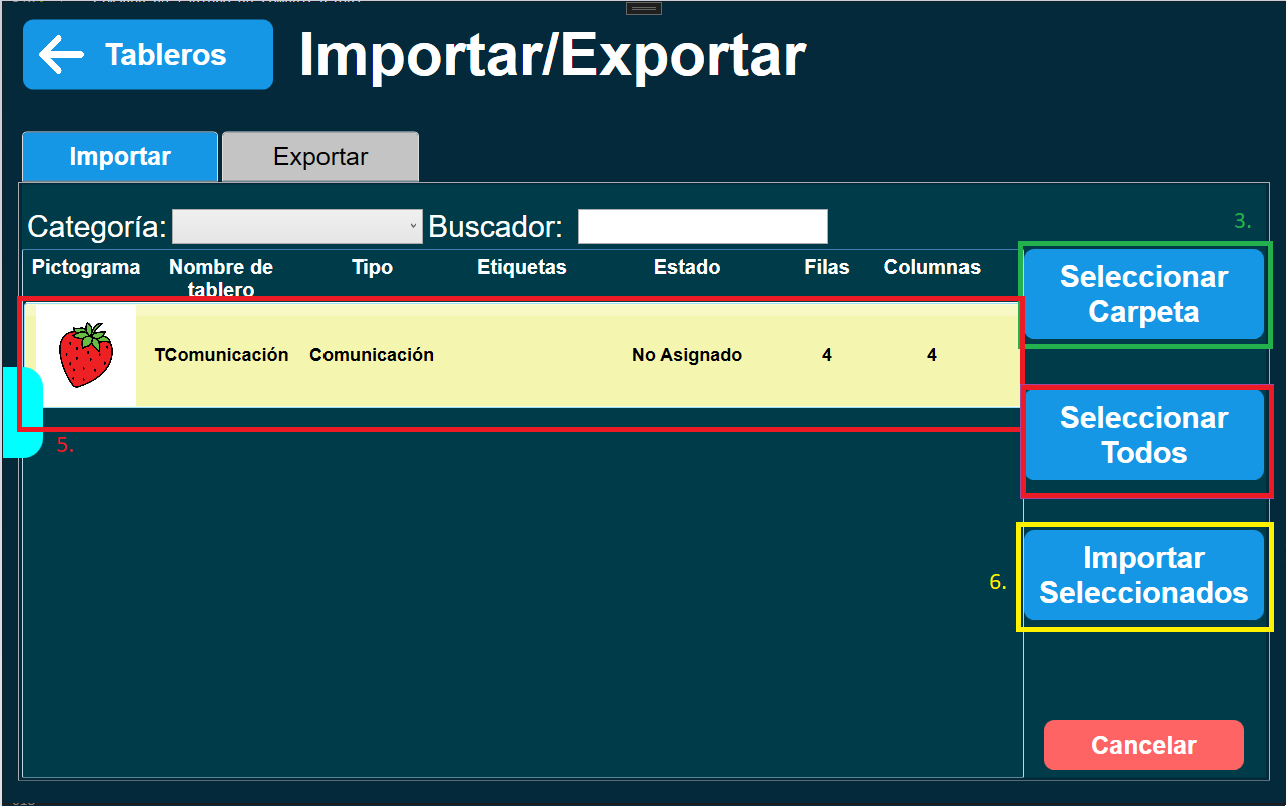 Tableros
Importar/Exportar
Importar
Exportar
Categoría:
Buscador:
3.
Pictograma
Nombre de
tablero
Tipo
Etiquetas
Estado
Filas
Columnas
Seleccionar
Carpeta
TComunicación
Comunicación
No Asignado
4
4
Seleccionar
Todos
5.
Importar
Seleccionados
6.
Cancelar